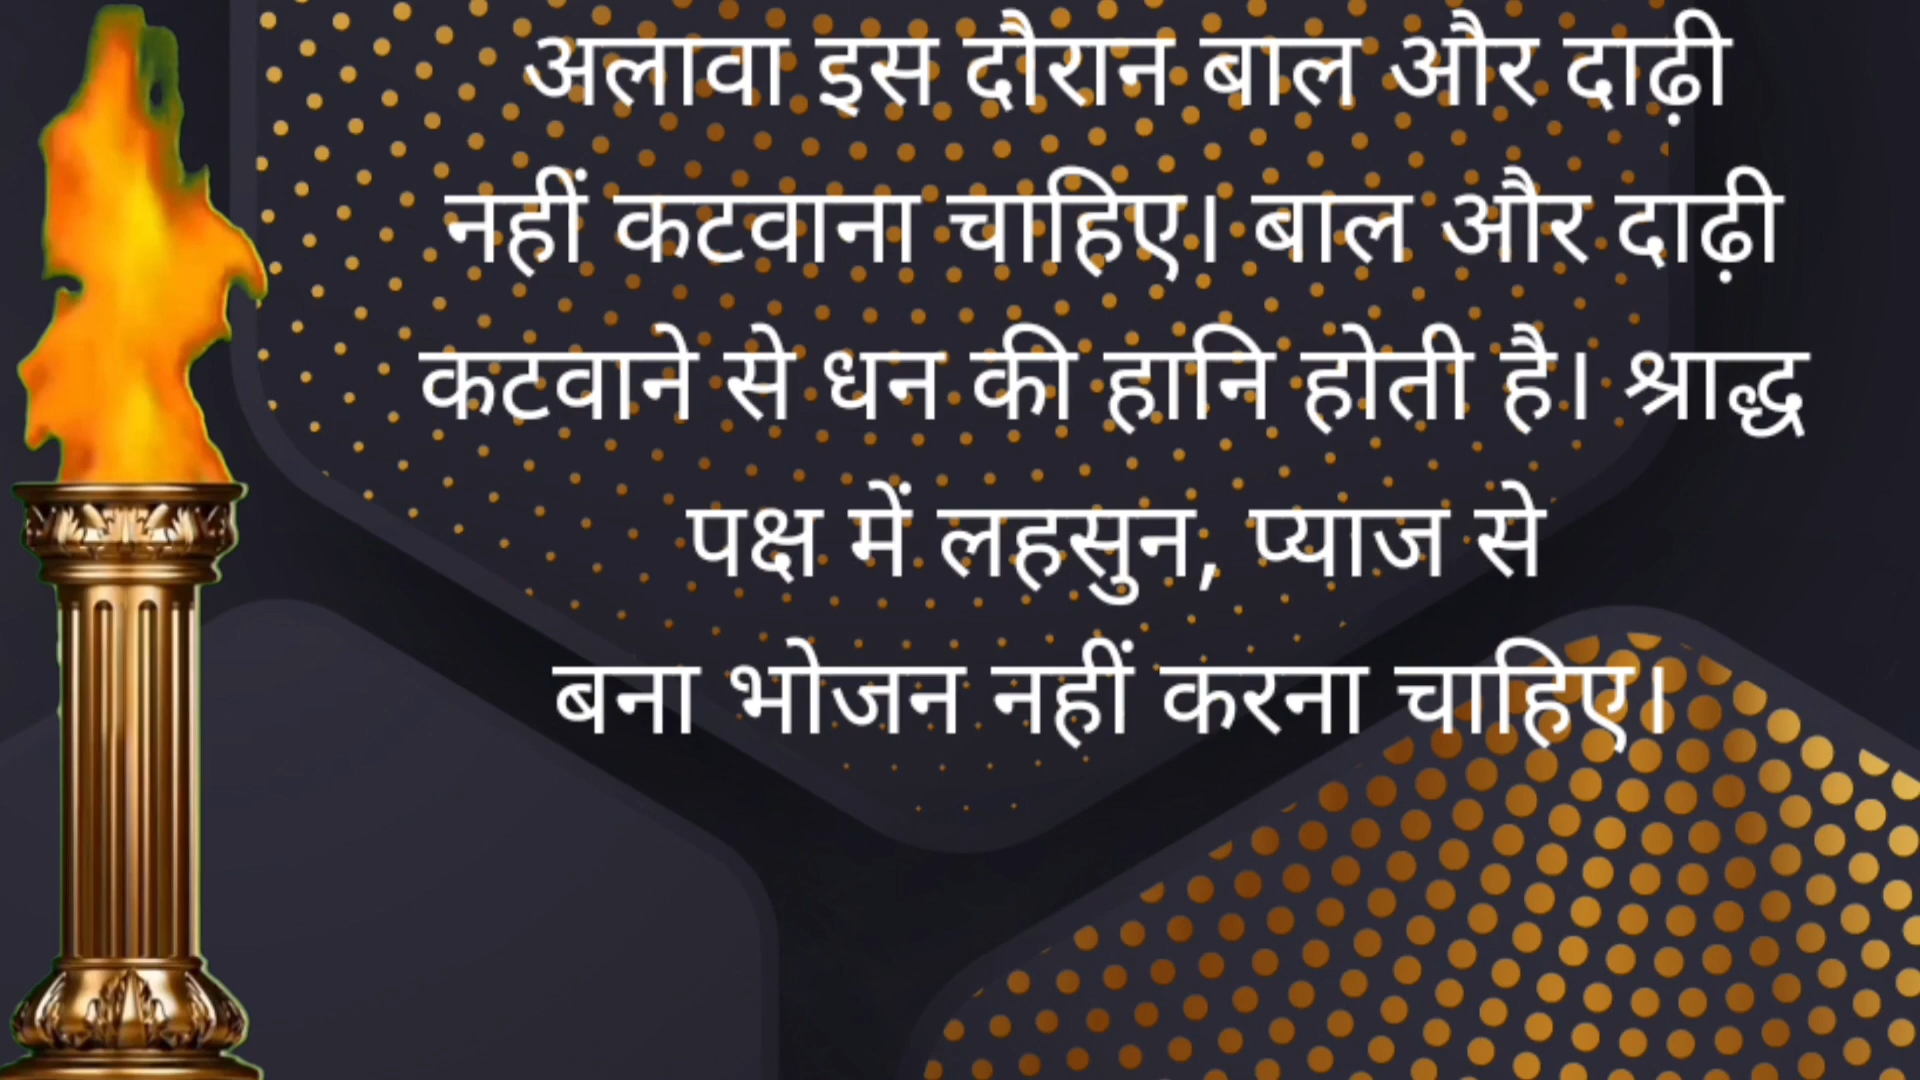 अलावा इस दौरान बाल और दाढ़ी
नहीं कटवाना चाहिए। बाल और दाढ़ी
कटवाने से धन की हानि होती है। श्राद्ध
पक्ष में लहसुन, प्याज से
बना भोजन नहीं करना चाहिए।